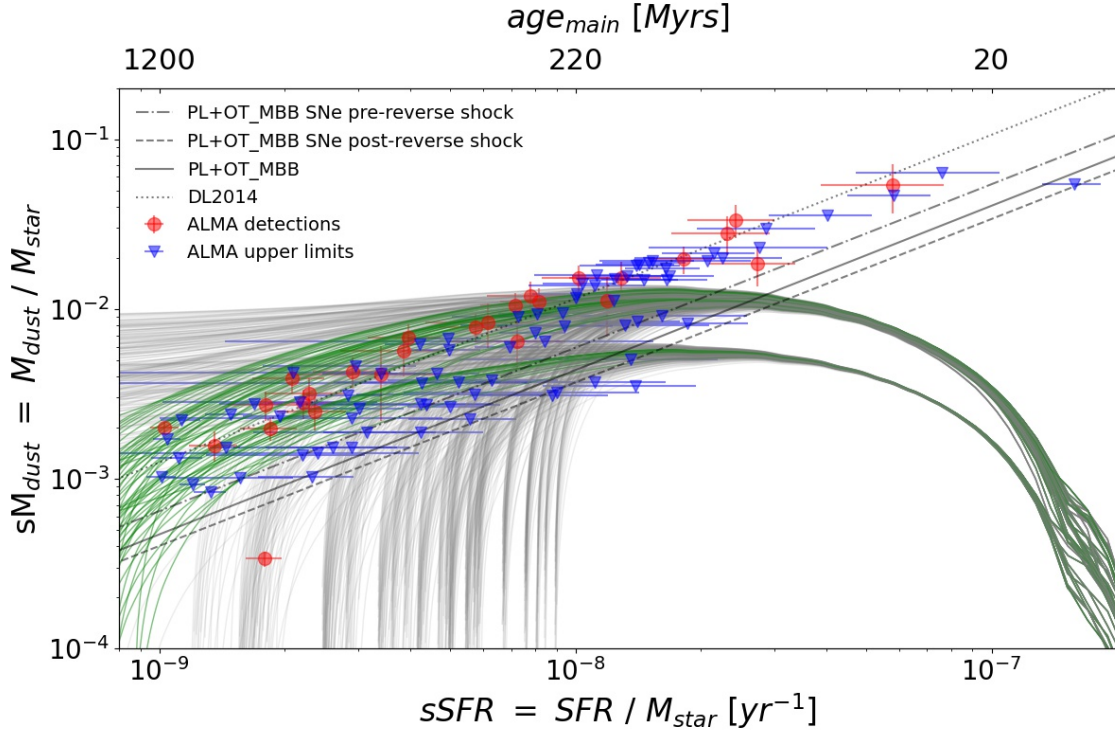 age_main [Myrs]
1200 220 20
PL+OT_MBB SNe pre-reverse shock
PL+OT_MBB SNe post-reverse shock
PL+OT_MBB
DL2014
ALMA detections
ALMA upper limits
10⁻¹
10⁻²
10⁻³
10⁻⁴
sM_dust = M_dust / M_star
10⁻⁹ 10⁻⁸ 10⁻⁷
sSFR = SFR / M_star [yr⁻¹]